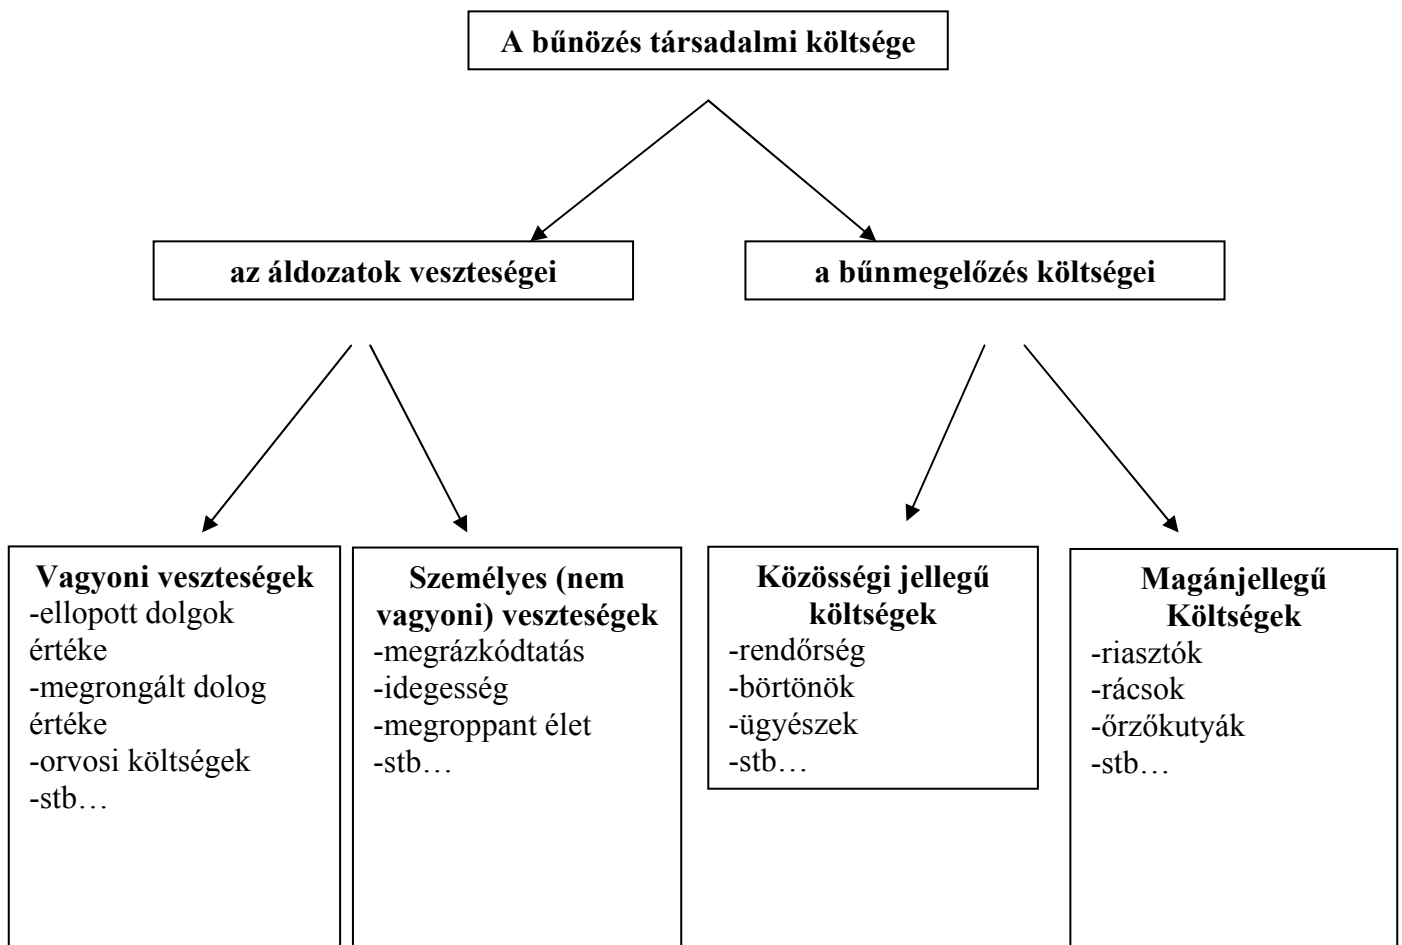 A bűnözés társadalmi költsége
az áldozatok veszteségei
a bűnmegelőzés költségei
Vagyoni veszteségek
-ellopott dolgok
értéke
-megrongált dolog
értéke
-orvosi költségek
-stb…
Személyes (nem
vagyoni) veszteségek
-megrázkódtatás
-idegesség
-megroppant élet
-stb…
Közösségi jellegű
költségek
-rendőrség
-börtönök
-ügyészek
-stb…
Magánjellegű
Költségek
-riasztók
-rácsok
-őrzőkutyák
-stb…